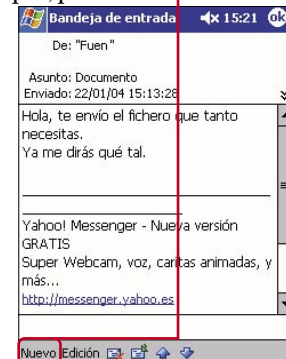 Bandeja de entrada 15:21 ok
De: "Fuen"
Asunto: Documento
Enviado: 22/01/04 15:13:28
Hola, te envío el fichero que tanto
necesitas.
Ya me dirás qué tal.
Yahoo! Messenger - Nueva versión
GRATIS
Super Webcam, voz, caritas animadas, y
más...
http://messenger.yahoo.es
Nuevo Edición